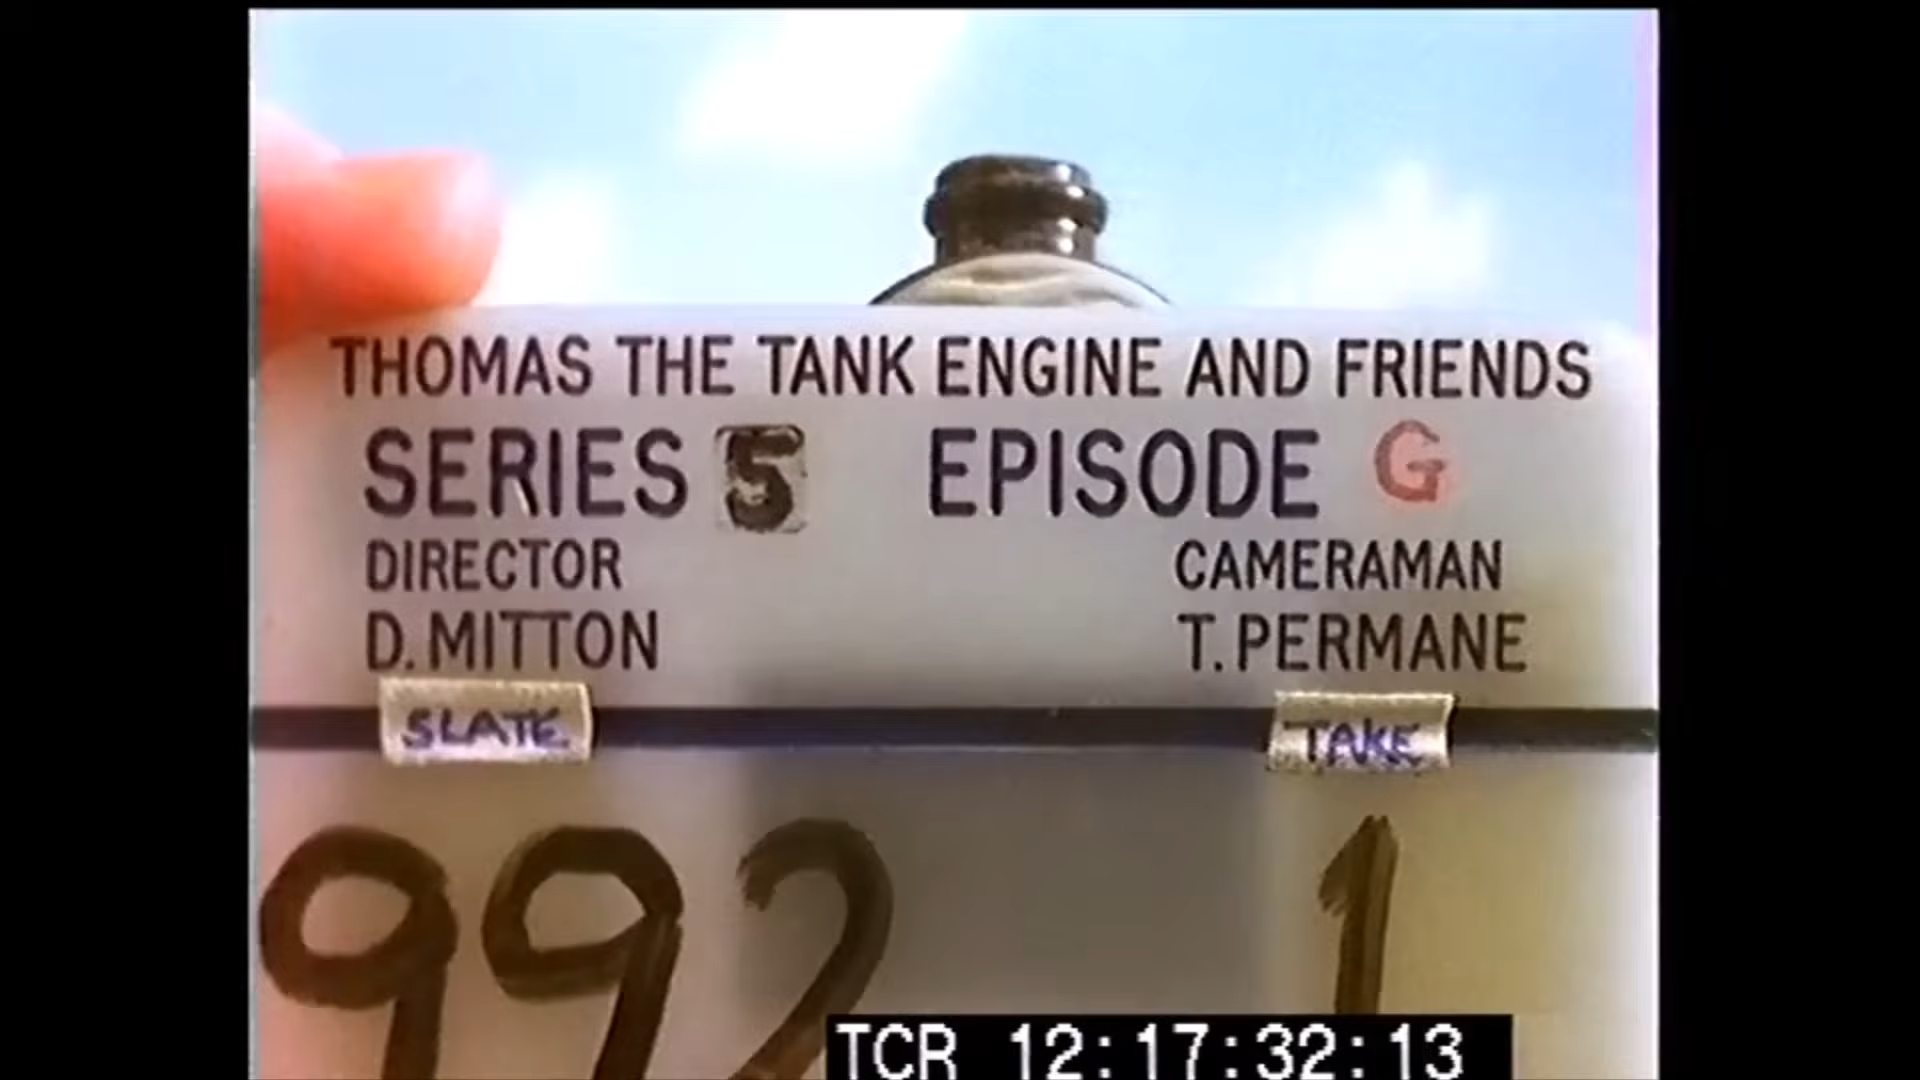 THOMAS THE TANK ENGINE AND FRIENDS
SERIES 5 EPISODE G
DIRECTOR CAMERAMAN
D. MITTON T. PERMANE
SLATE TAKE
992 1
TCR 12:17:32:13